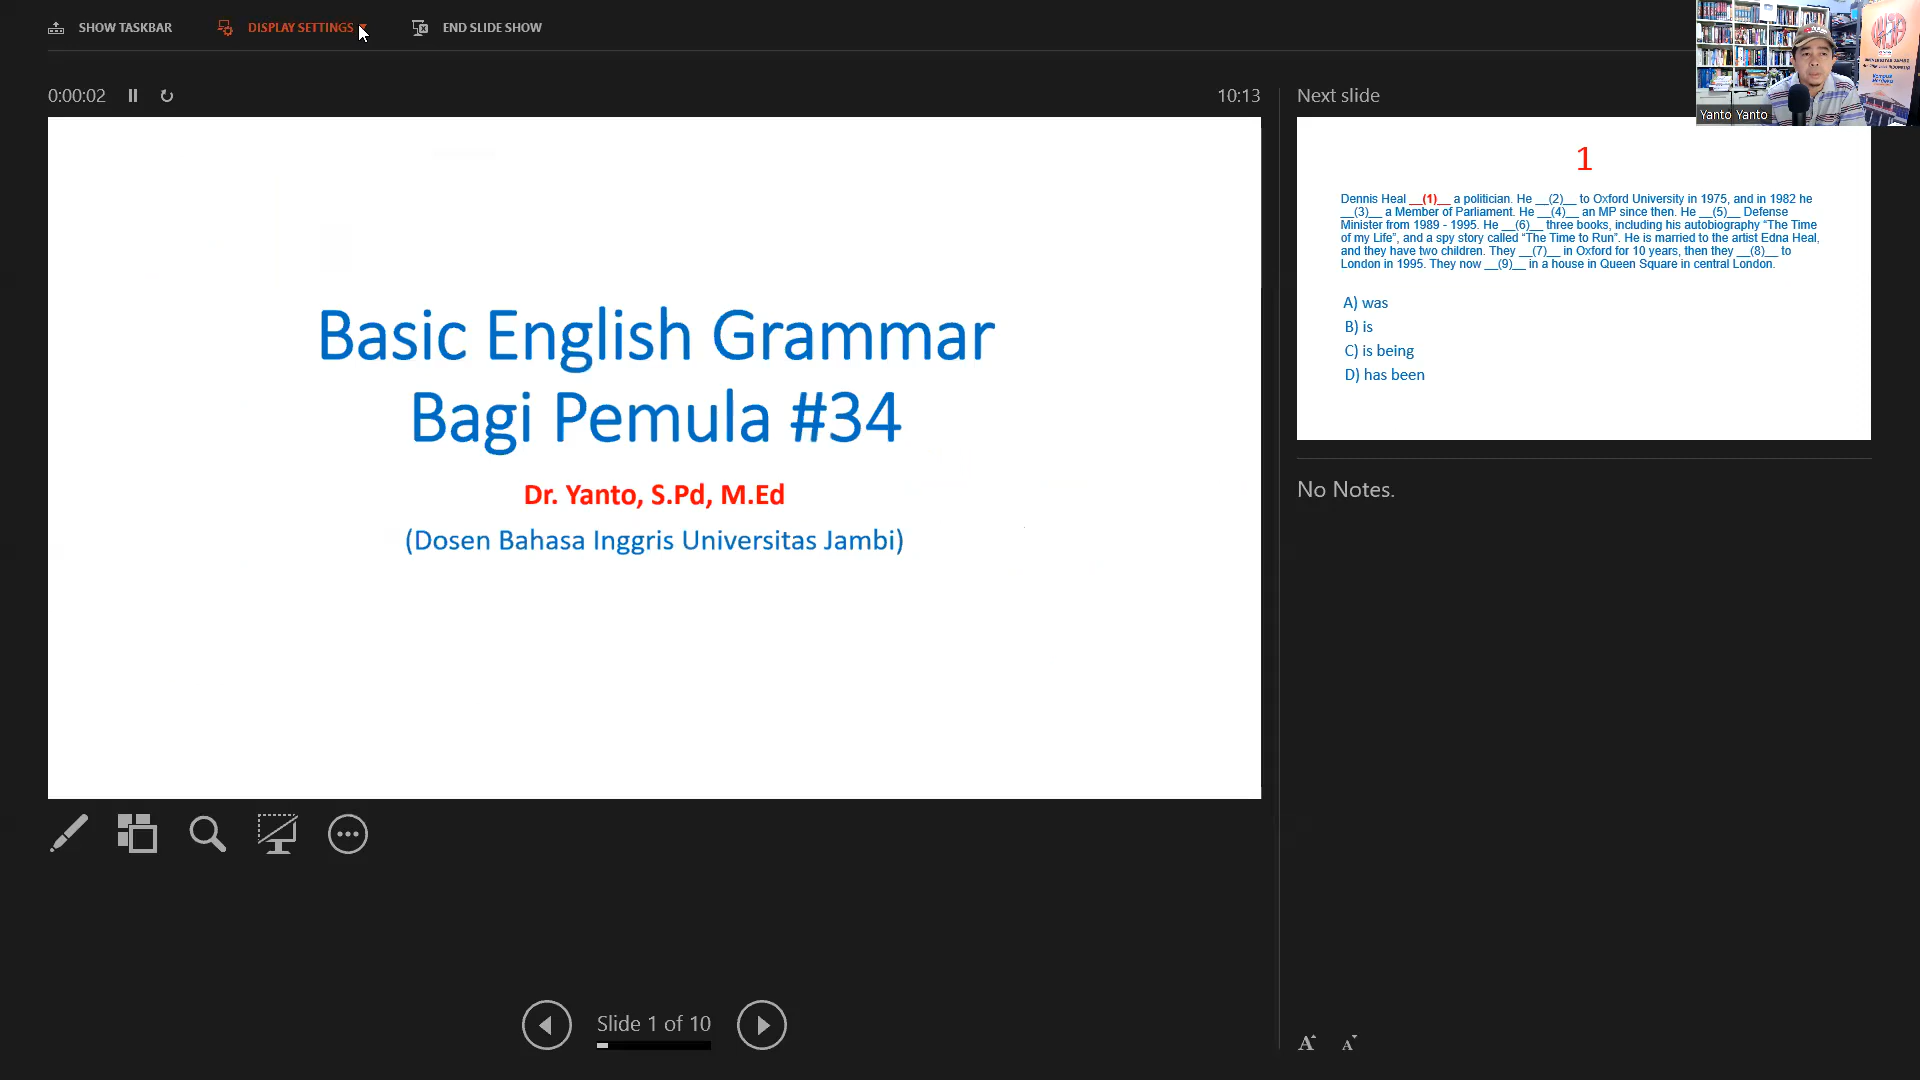 SHOW TASKBAR
DISPLAY SETTINGS
END SLIDE SHOW
0:00:02
10:13
Next slide
Yanto Yanto
Basic English Grammar
Bagi Pemula #34
Dr. Yanto, S.Pd, M.Ed
(Dosen Bahasa Inggris Universitas Jambi)
1
Dennis Heal __(1)__ a politician. He __(2)__ to Oxford University in 1975, and in 1982 he
__(3)__ a Member of Parliament. He __(4)__ an MP since then. He __(5)__ Defense
Minister from 1989 - 1995. He __(6)__ three books, including his autobiography “The Time
of my Life”, and a spy story called “The Time to Run”. He is married to the artist Edna Heal,
and they have two children. They __(7)__ in Oxford for 10 years, then they __(8)__ to
London in 1995. They now __(9)__ in a house in Queen Square in central London.
A) was
B) is
C) is being
D) has been
No Notes.
Slide 1 of 10
A A